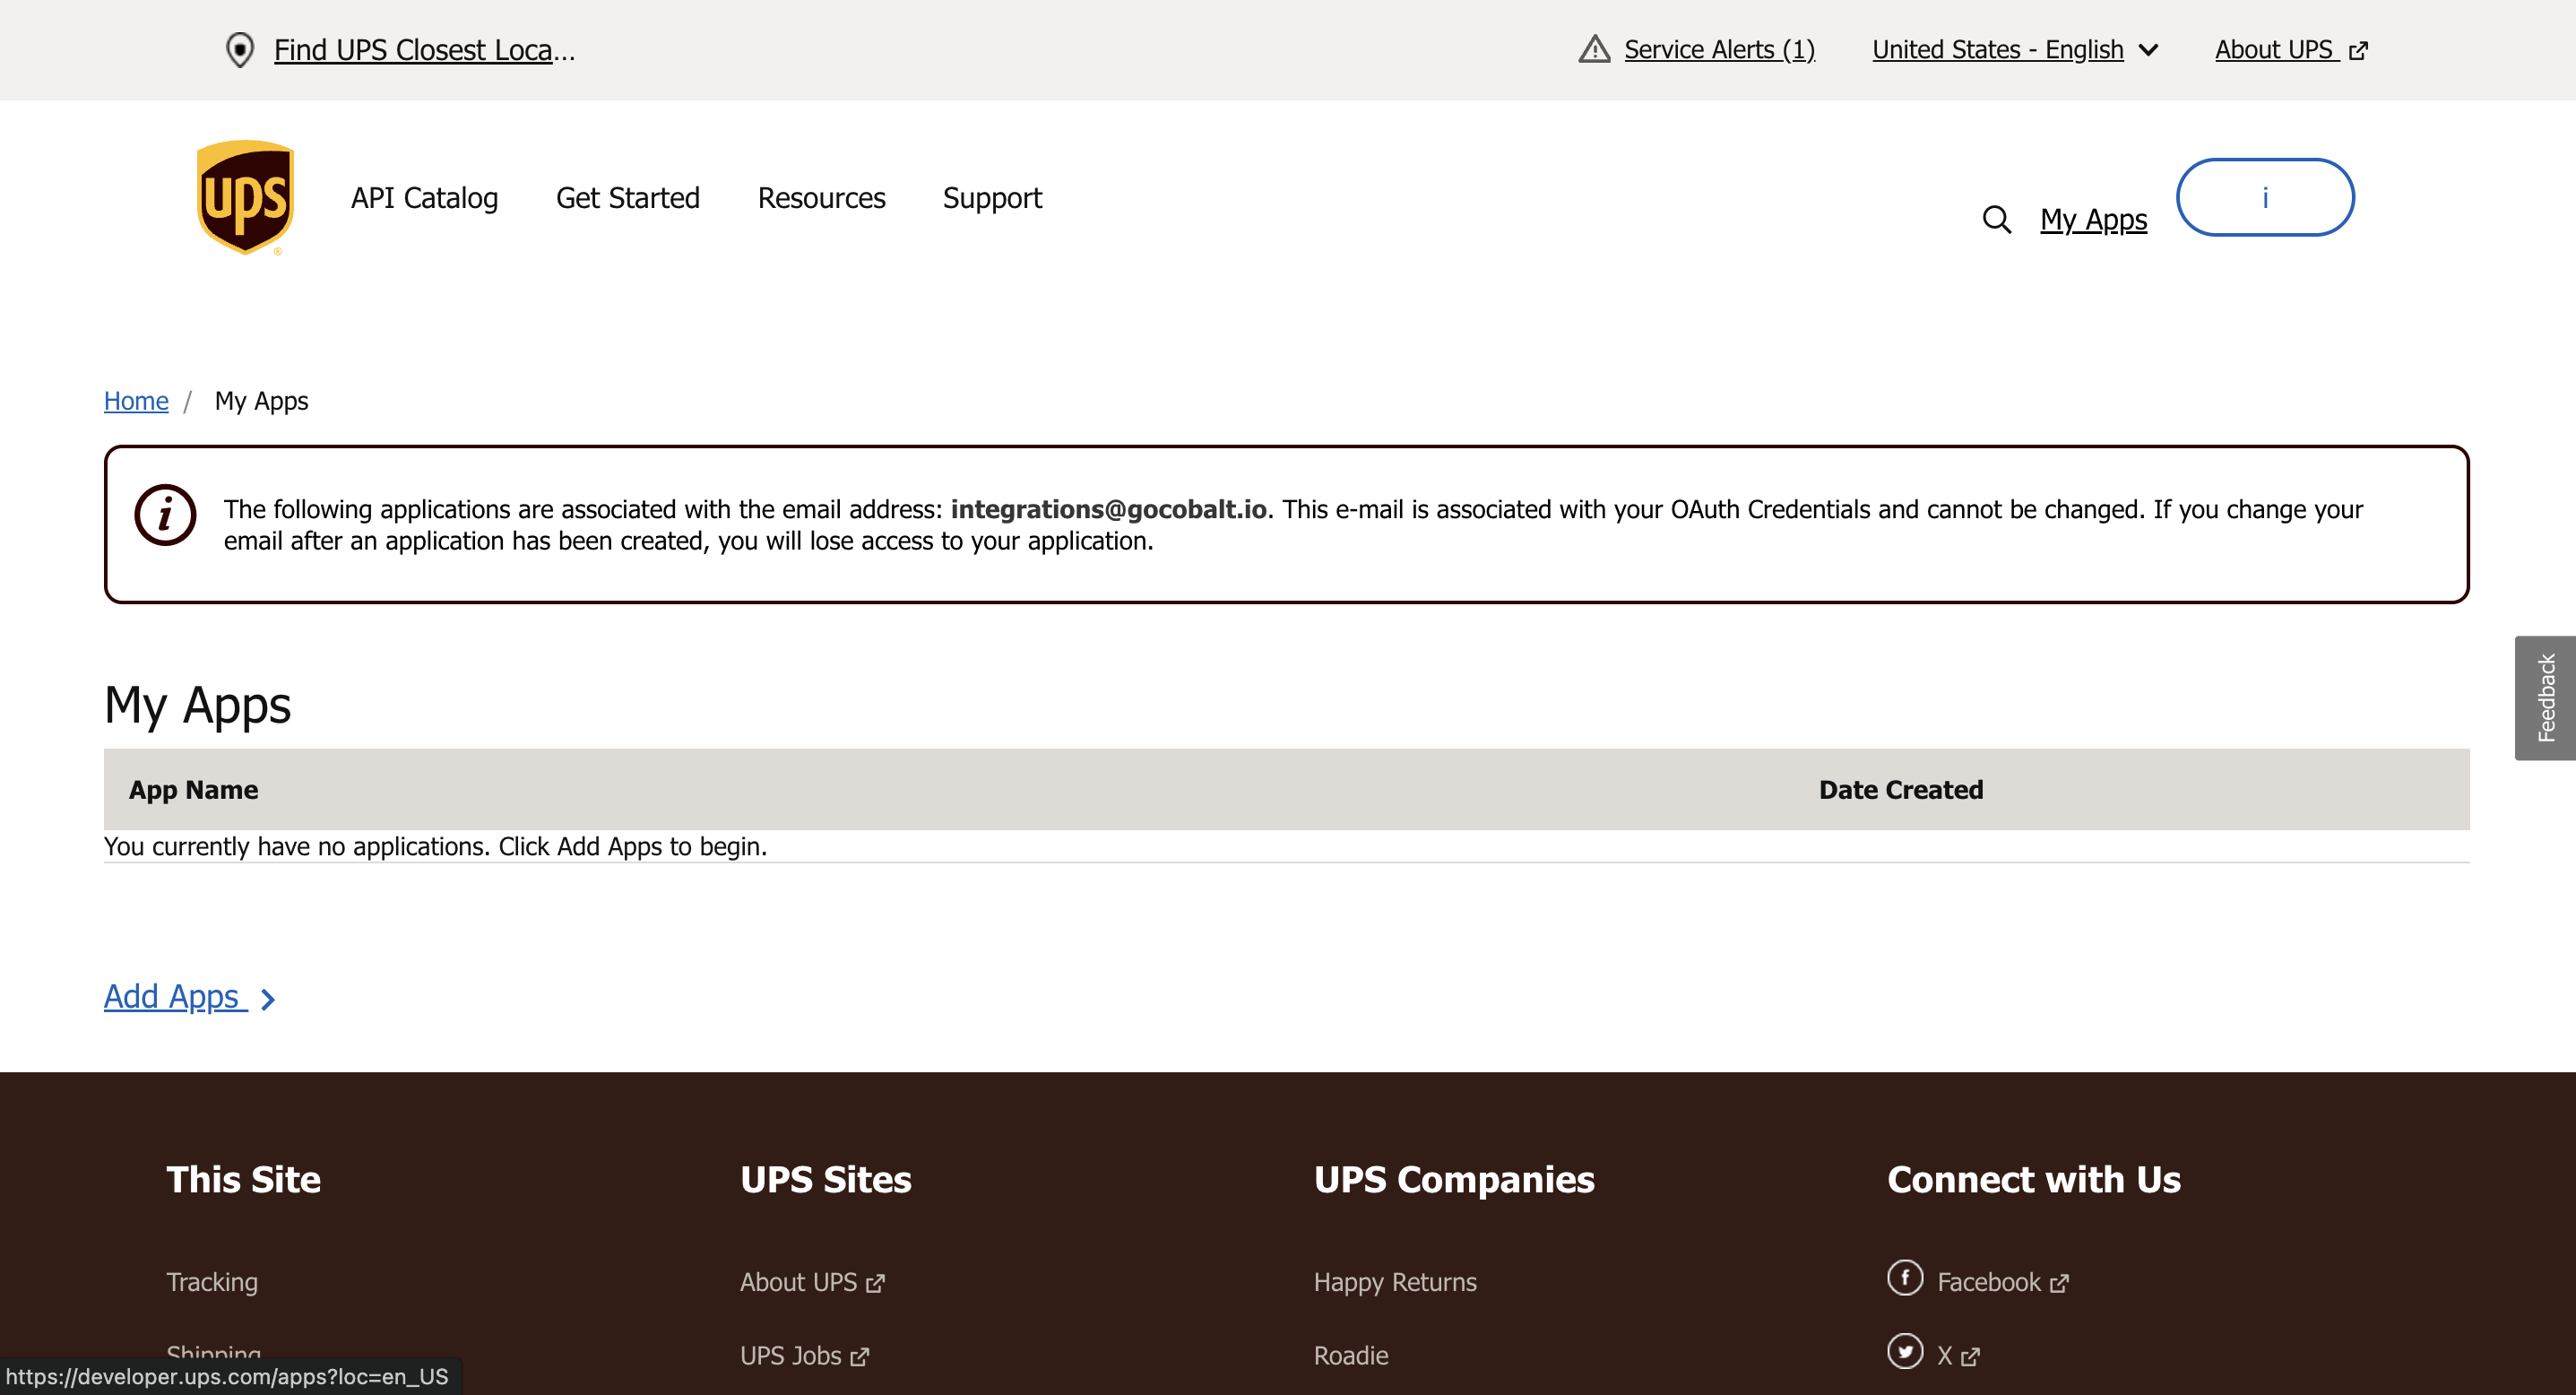 Find UPS Closest Loca...
Service Alerts (1)
United States - English
About UPS
ups
®
API Catalog
Get Started
Resources
Support
My Apps
i
Home / My Apps
i
The following applications are associated with the email address: integrations@gocobalt.io. This e-mail is associated with your OAuth Credentials and cannot be changed. If you change your
email after an application has been created, you will lose access to your application.
Feedback
My Apps
App Name
Date Created
You currently have no applications. Click Add Apps to begin.
Add Apps
This Site
UPS Sites
UPS Companies
Connect with Us
Tracking
About UPS
Happy Returns
Facebook
Shipping
UPS Jobs
Roadie
X
https://developer.ups.com/apps?loc=en_US